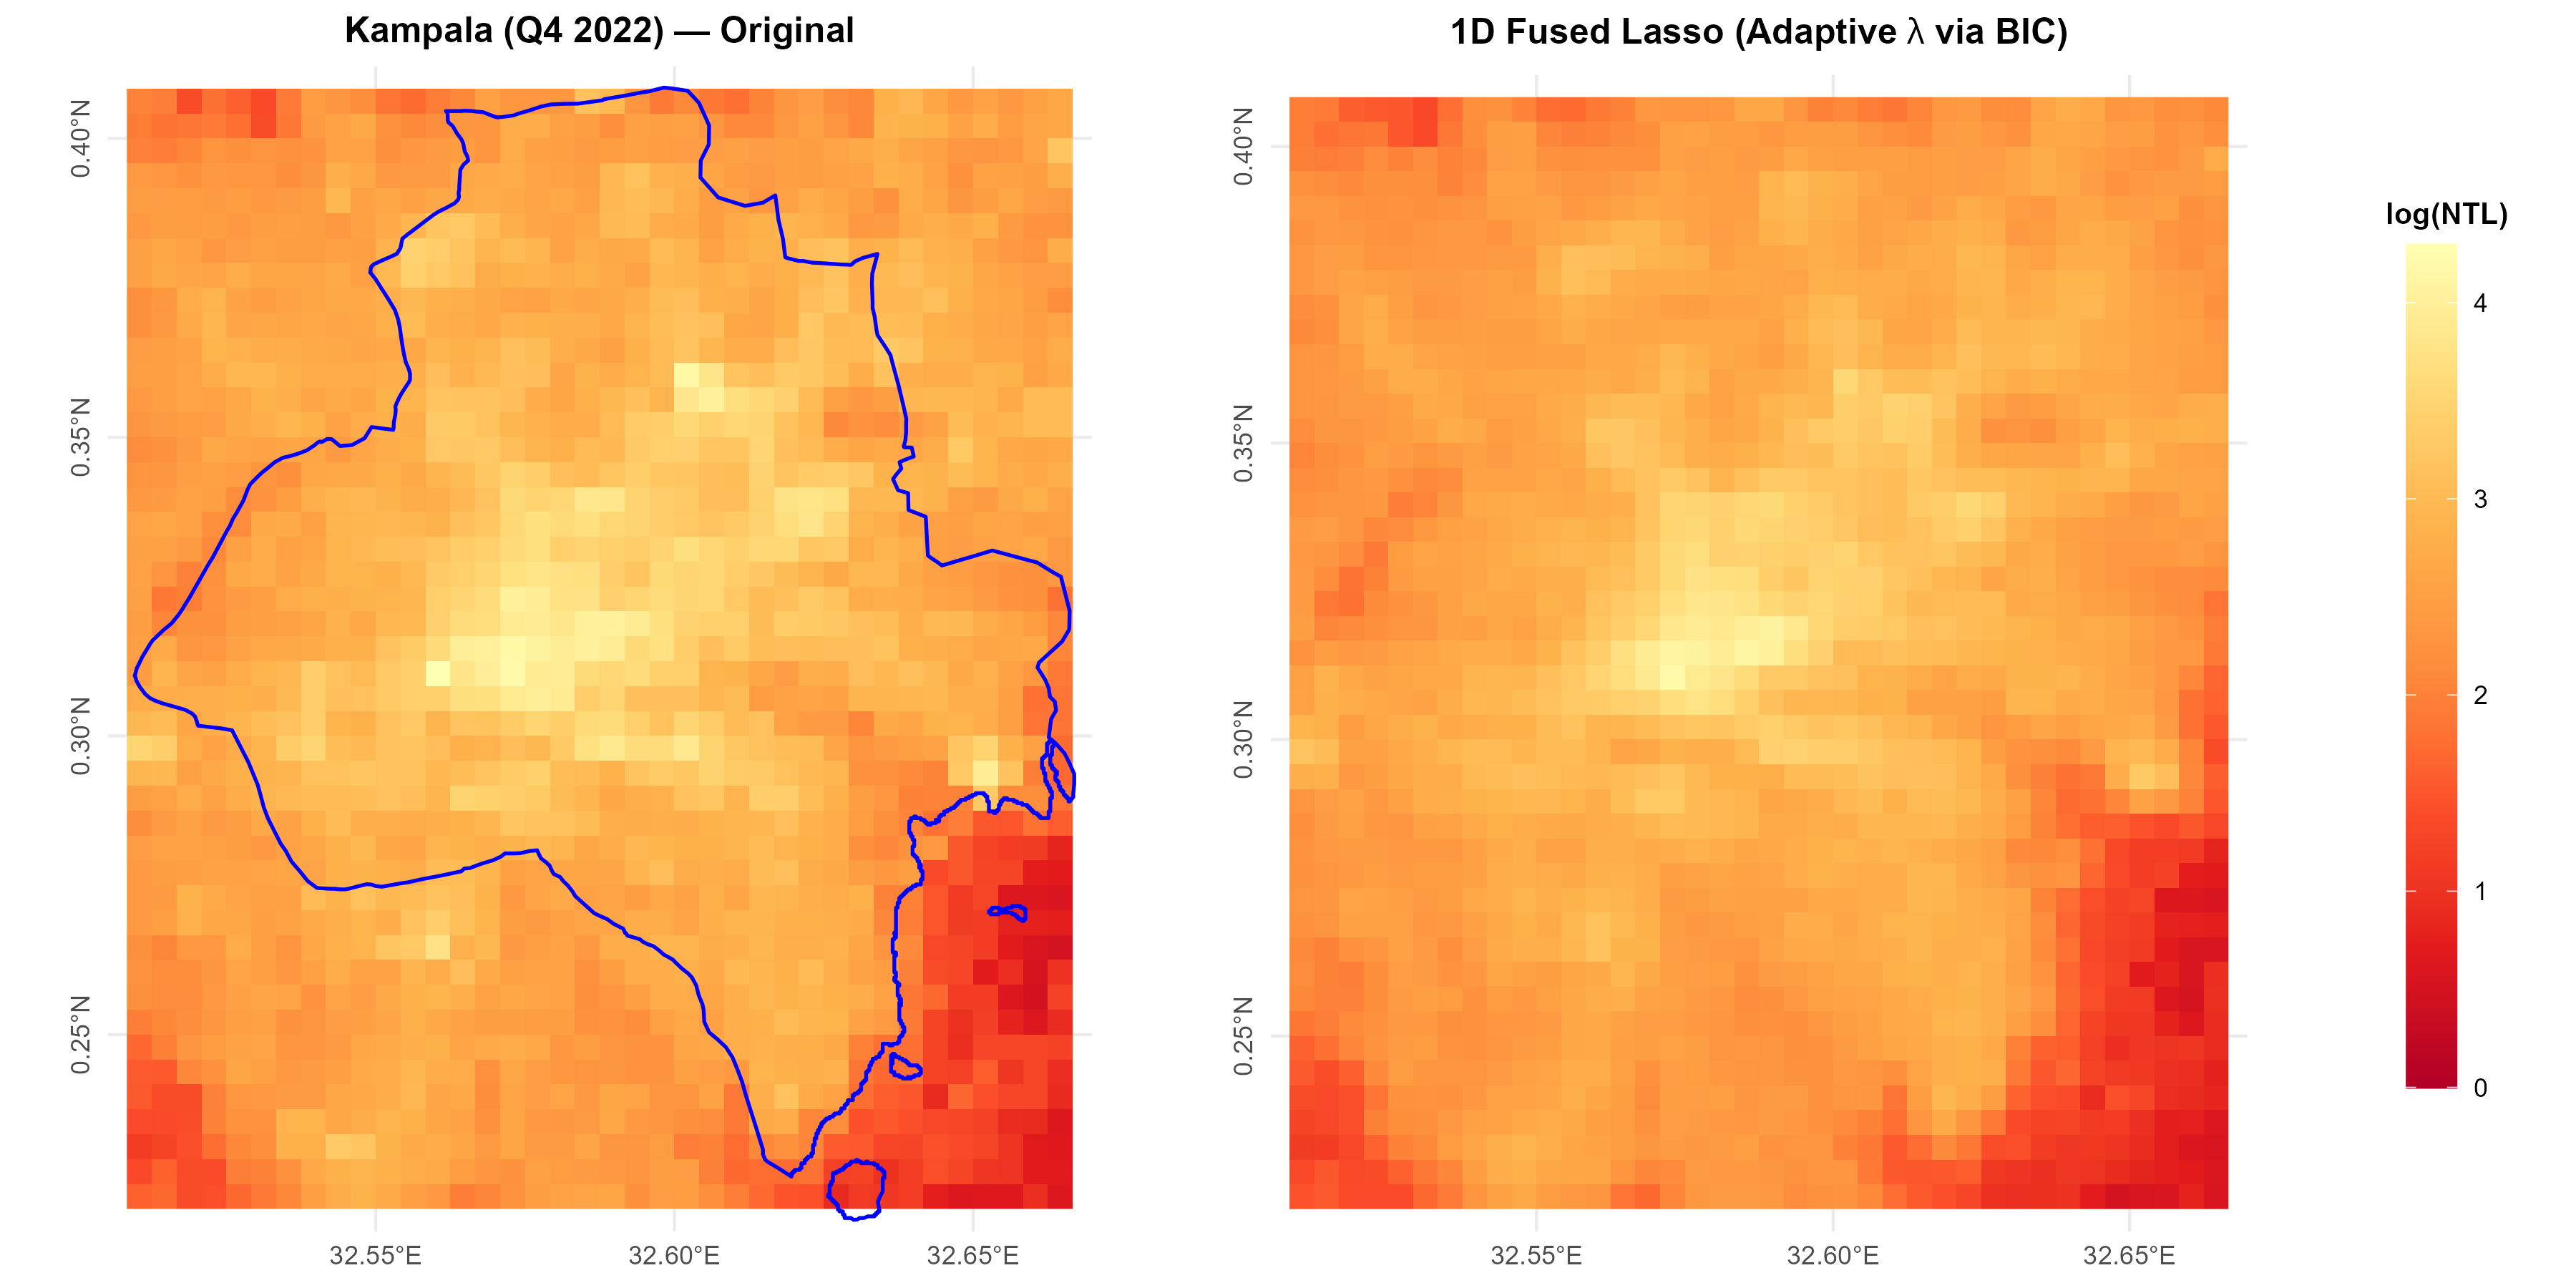 Kampala (Q4 2022) — Original
0.40°N
0.35°N
0.30°N
0.25°N
32.55°E
32.60°E
32.65°E
1D Fused Lasso (Adaptive λ via BIC)
0.40°N
0.35°N
0.30°N
0.25°N
32.55°E
32.60°E
32.65°E
log(NTL)
4
3
2
1
0